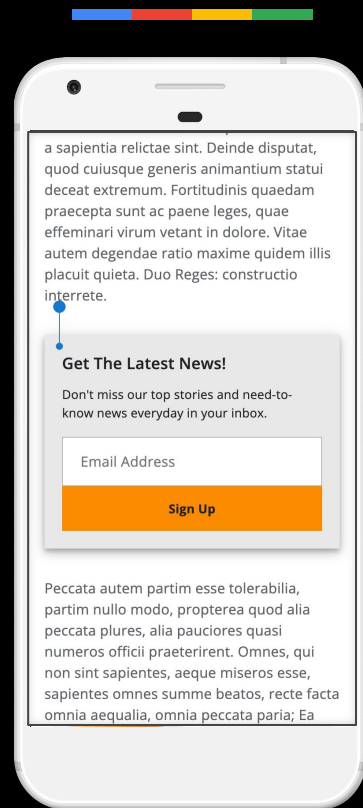 a sapientia relictae sint. Deinde disputat,
quod cuiusque generis animantium statui
deceat extremum. Fortitudinis quaedam
praecepta sunt ac paene leges, quae
effeminari virum vetant in dolore. Vitae
autem degendae ratio maxime quidem illis
placuit quieta. Duo Reges: constructio
interrete.
Get The Latest News!
Don't miss our top stories and need-to-
know news everyday in your inbox.
Email Address
Sign Up
Peccata autem partim esse tolerabilia,
partim nullo modo, propterea quod alia
peccata plures, alia pauciores quasi
numeros officii praeterirent. Omnes, qui
non sint sapientes, aeque miseros esse,
sapientes omnes summe beatos, recte facta
omnia aequalia, omnia peccata paria; Ea